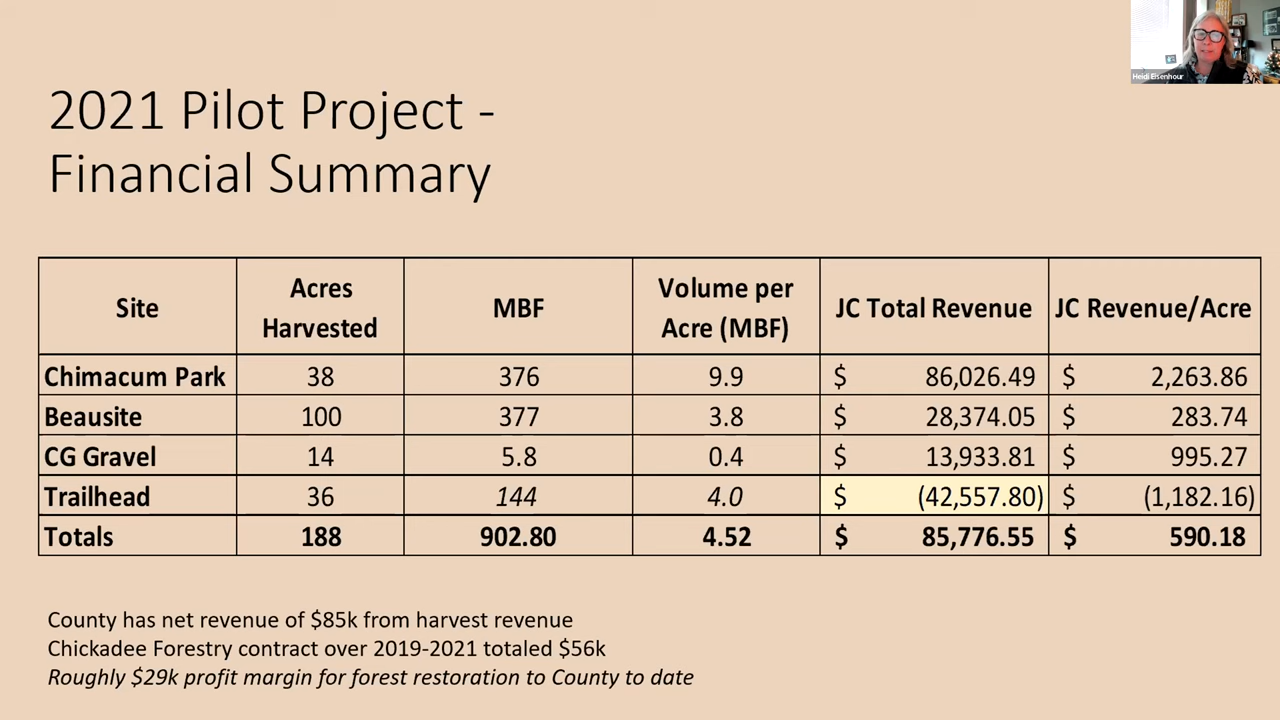 Heidi Eisenhour
2021 Pilot Project -
Financial Summary
Site Acres Harvested MBF Volume per Acre (MBF) JC Total Revenue JC Revenue/Acre
Chimacum Park 38 376 9.9 $ 86,026.49 $ 2,263.86
Beausite 100 377 3.8 $ 28,374.05 $ 283.74
CG Gravel 14 5.8 0.4 $ 13,933.81 $ 995.27
Trailhead 36 144 4.0 $ (42,557.80) $ (1,182.16)
Totals 188 902.80 4.52 $ 85,776.55 $ 590.18
County has net revenue of $85k from harvest revenue
Chickadee Forestry contract over 2019-2021 totaled $56k
Roughly $29k profit margin for forest restoration to County to date